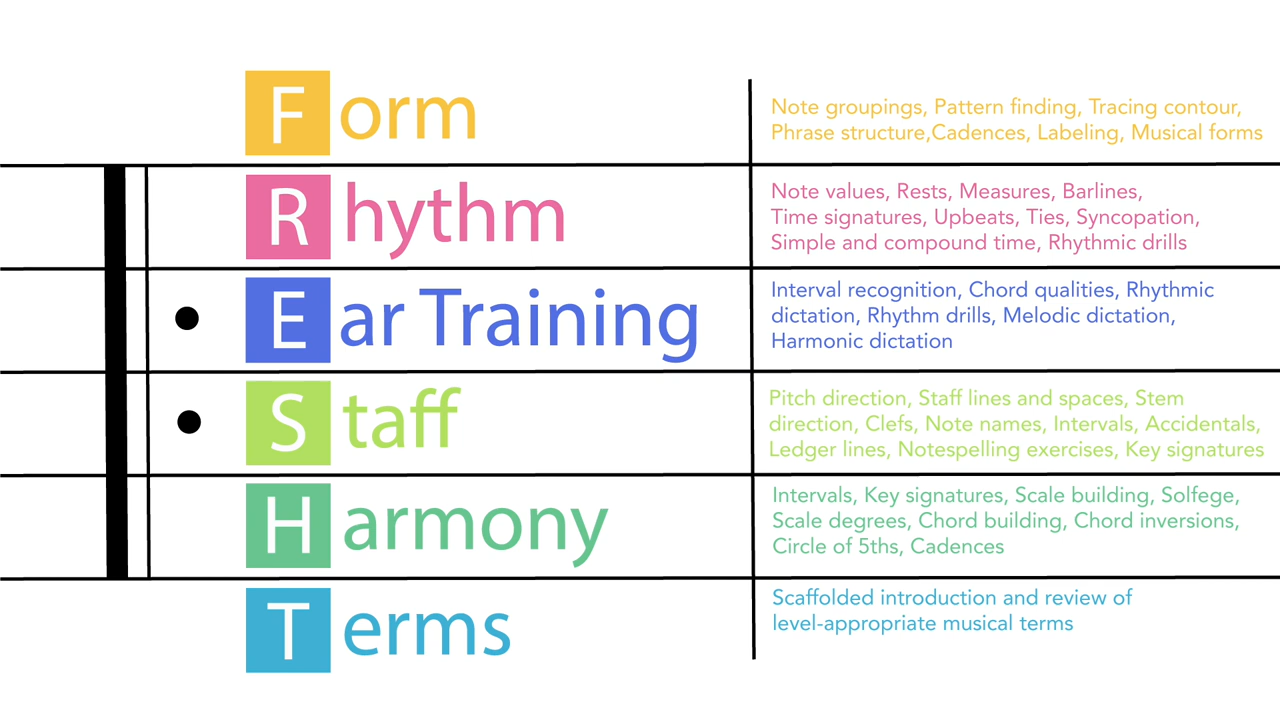 Form
Note groupings, Pattern finding, Tracing contour,
Phrase structure,Cadences, Labeling, Musical forms
Rhythm
Note values, Rests, Measures, Barlines,
Time signatures, Upbeats, Ties, Syncopation,
Simple and compound time, Rhythmic drills
Ear Training
Interval recognition, Chord qualities, Rhythmic
dictation, Rhythm drills, Melodic dictation,
Harmonic dictation
Staff
Pitch direction, Staff lines and spaces, Stem
direction, Clefs, Note names, Intervals, Accidentals,
Ledger lines, Notespelling exercises, Key signatures
Harmony
Intervals, Key signatures, Scale building, Solfege,
Scale degrees, Chord building, Chord inversions,
Circle of 5ths, Cadences
Terms
Scaffolded introduction and review of
level-appropriate musical terms